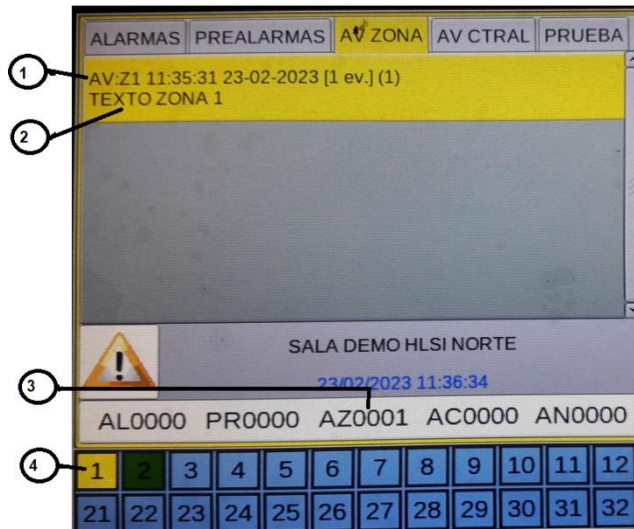 ALARMAS PREALARMAS AV ZONA AV CTRAL PRUEBA
1
AV:Z1 11:35:31 23-02-2023 [1 ev.] (1)
TEXTO ZONA 1
2
SALA DEMO HLSI NORTE
3
23/02/2023 11:36:34
AL0000 PR0000 AZ0001 AC0000 AN0000
4
1 2 3 4 5 6 7 8 9 10 11 12
21 22 23 24 25 26 27 28 29 30 31 32